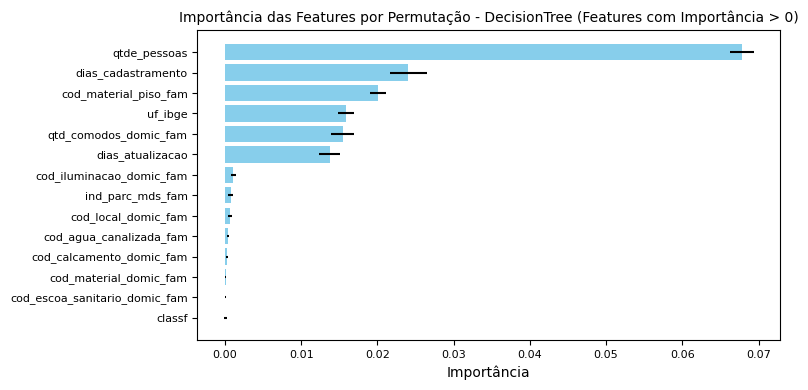 Importância das Features por Permutação - DecisionTree (Features com Importância > 0)
qtde_pessoas
dias_cadastramento
cod_material_piso_fam
uf_ibge
qtd_comodos_domic_fam
dias_atualizacao
cod_iluminacao_domic_fam
ind_parc_mds_fam
cod_local_domic_fam
cod_agua_canalizada_fam
cod_calcamento_domic_fam
cod_material_domic_fam
cod_escoa_sanitario_domic_fam
classf
0.00 0.01 0.02 0.03 0.04 0.05 0.06 0.07
Importância